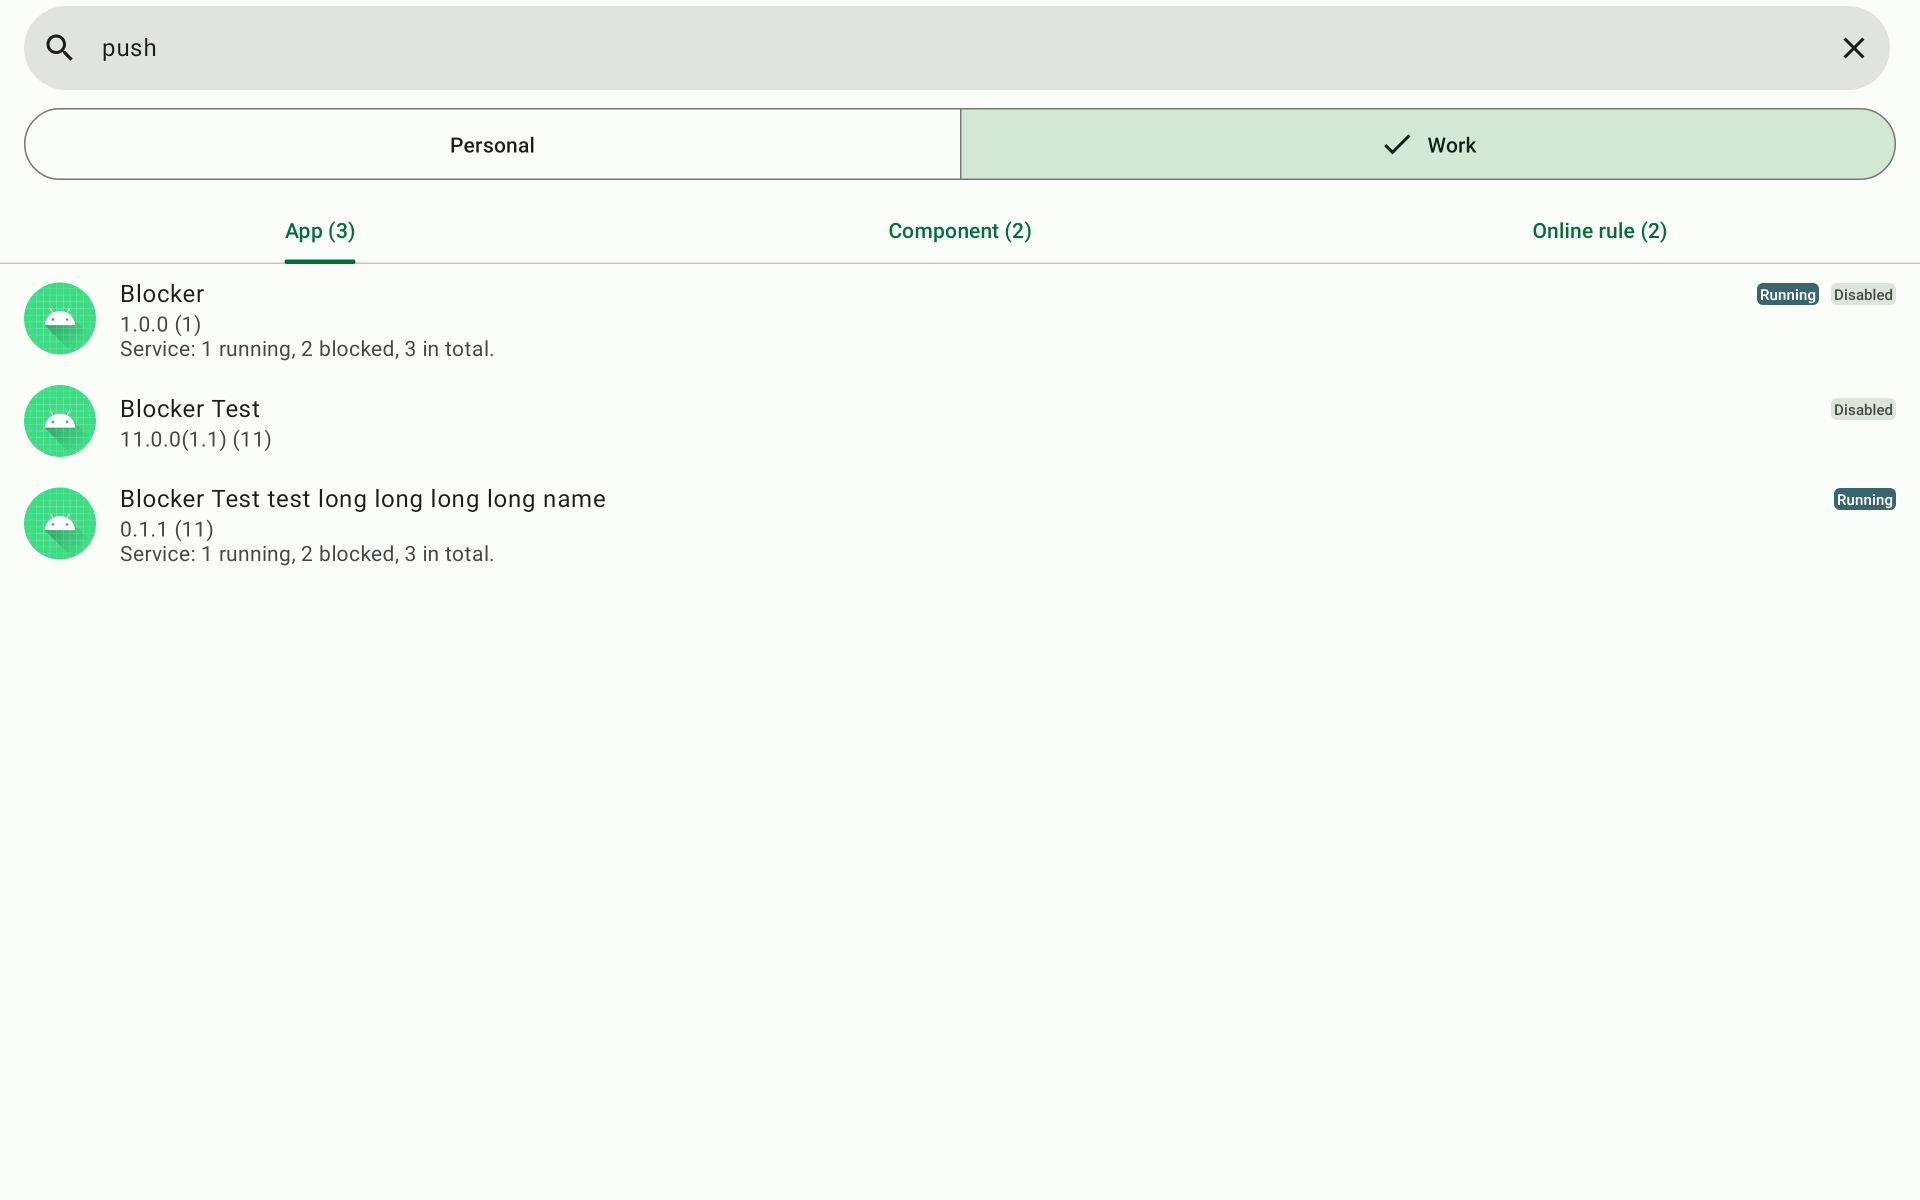 push
Personal
Work
App (3)
Component (2)
Online rule (2)
Blocker
Running
Disabled
1.0.0 (1)
Service: 1 running, 2 blocked, 3 in total.
Blocker Test
Disabled
11.0.0(1.1) (11)
Blocker Test test long long long long name
Running
0.1.1 (11)
Service: 1 running, 2 blocked, 3 in total.